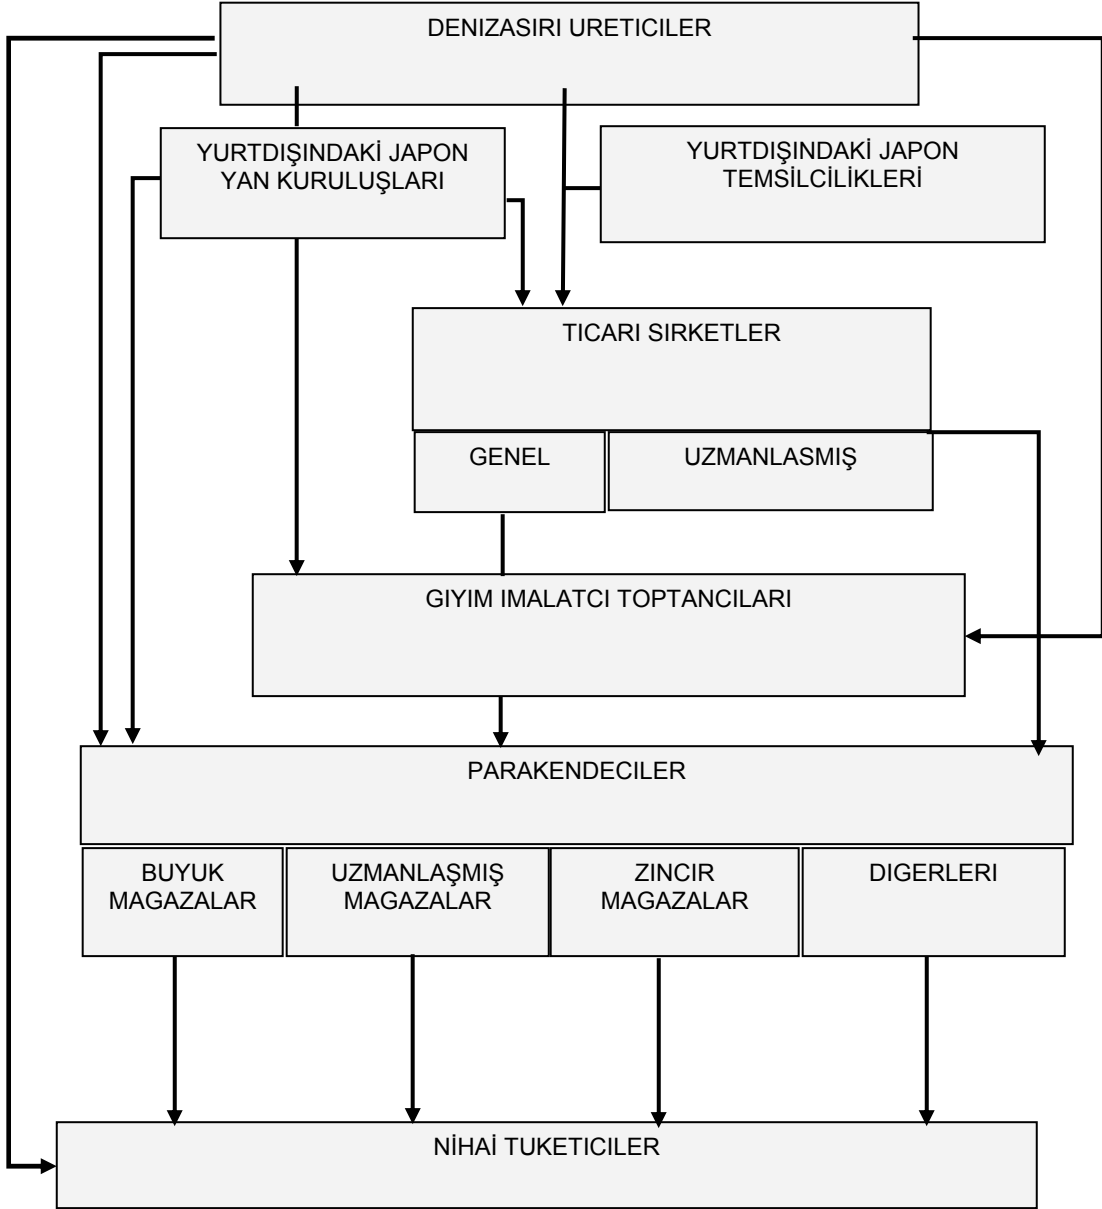 DENIZASIRI URETICILER
YURTDIŞINDAKİ JAPON
YAN KURULUŞLARI
YURTDIŞINDAKİ JAPON
TEMSİLCİLİKLERİ
TICARI SIRKETLER
GENEL
UZMANLASMIŞ
GIYIM IMALATCI TOPTANCILARI
PARAKENDECILER
BUYUK
MAGAZALAR
UZMANLAŞMIŞ
MAGAZALAR
ZINCIR
MAGAZALAR
DIGERLERI
NİHAİ TUKETICILER